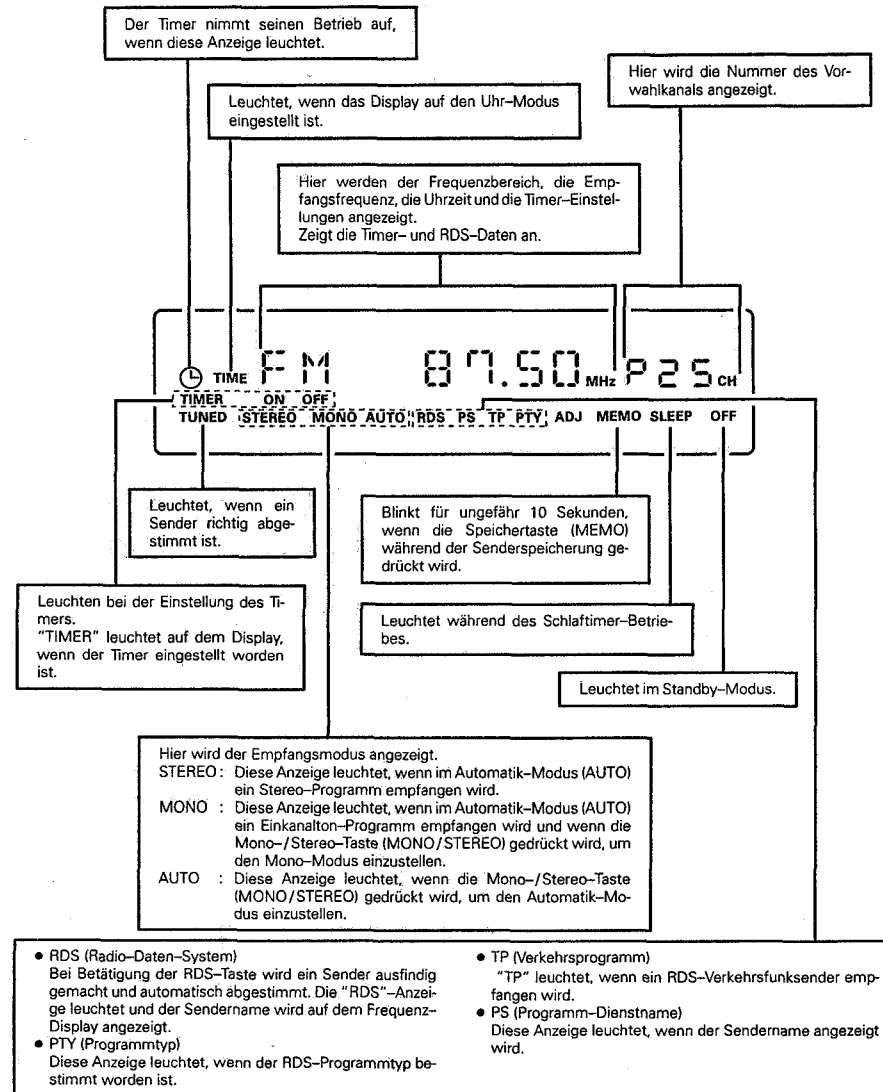 Der Timer nimmt seinen Betrieb auf,
wenn diese Anzeige leuchtet.
Hier wird die Nummer des Vor-
wahlkanals angezeigt.
Leuchtet, wenn das Display auf den Uhr–Modus
eingestellt ist.
Hier werden der Frequenzbereich, die Emp-
fangsfrequenz, die Uhrzeit und die Timer–Einstel-
lungen angezeigt.
Zeigt die Timer– und RDS–Daten an.
TIME FM 87.50 MHz P25 CH
TIMER ON OFF
TUNED STEREO MONO AUTO RDS PS TP PTY ADJ MEMO SLEEP OFF
Leuchtet, wenn ein
Sender richtig abge-
stimmt ist.
Blinkt für ungefähr 10 Sekunden,
wenn die Speichertaste (MEMO)
während der Senderspeicherung ge-
drückt wird.
Leuchten bei der Einstellung des Ti-
mers.
"TIMER" leuchtet auf dem Display,
wenn der Timer eingestellt worden
ist.
Leuchtet während des Schlaftimer–Betrie-
bes.
Leuchtet im Standby–Modus.
Hier wird der Empfangsmodus angezeigt.
STEREO : Diese Anzeige leuchtet, wenn im Automatik–Modus (AUTO)
ein Stereo–Programm empfangen wird.
MONO : Diese Anzeige leuchtet, wenn im Automatik–Modus (AUTO)
ein Einkanalton–Programm empfangen wird und wenn die
Mono–/Stereo–Taste (MONO/STEREO) gedrückt wird, um
den Mono–Modus einzustellen.
AUTO : Diese Anzeige leuchtet, wenn die Mono–/Stereo–Taste
(MONO/STEREO) gedrückt wird, um den Automatik–Mo-
dus einzustellen.
● RDS (Radio–Daten–System)
Bei Betätigung der RDS–Taste wird ein Sender ausfindig
gemacht und automatisch abgestimmt. Die "RDS"–Anzei-
ge leuchtet und der Sendername wird auf dem Frequenz–
Display angezeigt.
● PTY (Programmtyp)
Diese Anzeige leuchtet, wenn der RDS–Programmtyp be-
stimmt worden ist.
● TP (Verkehrsprogramm)
"TP" leuchtet, wenn ein RDS–Verkehrsfunksender emp-
fangen wird.
● PS (Programm–Dienstname)
Diese Anzeige leuchtet, wenn der Sendername angezeigt
wird.